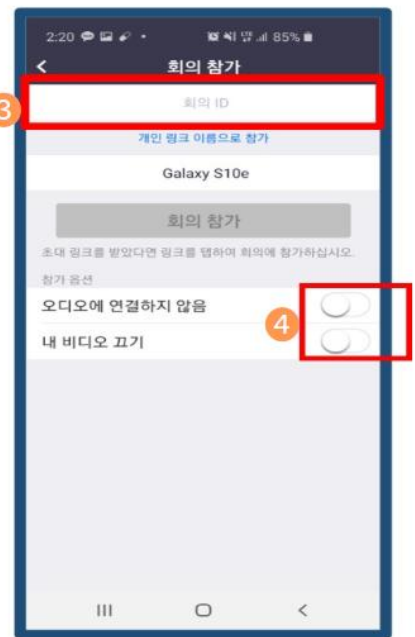 2:20 85%
회의 참가
3
회의 ID
개인 링크 이름으로 참가
Galaxy S10e
회의 참가
초대 링크를 받았다면 링크를 탭하여 회의에 참가하십시오.
참가 옵션
오디오에 연결하지 않음
4
내 비디오 끄기